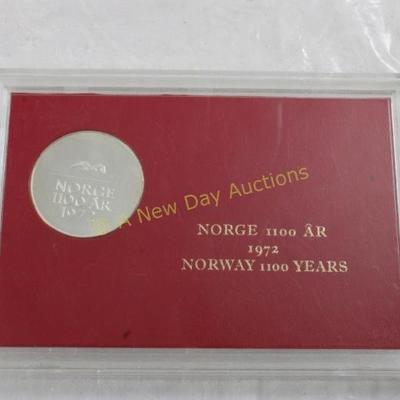 NORGE
1100 ÅR
1972
A New Day Auctions
NORGE 1100 ÅR
1972
NORWAY 1100 YEARS